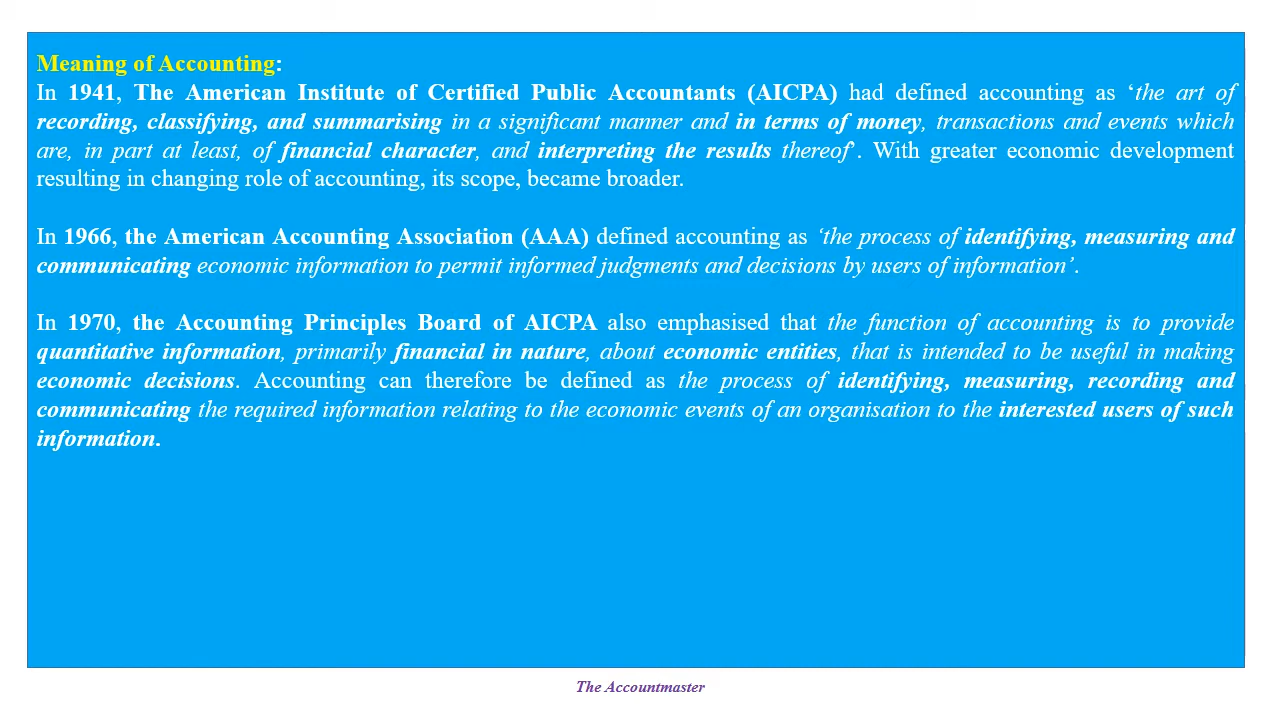 Meaning of Accounting:
In 1941, The American Institute of Certified Public Accountants (AICPA) had defined accounting as ‘the art of
recording, classifying, and summarising in a significant manner and in terms of money, transactions and events which
are, in part at least, of financial character, and interpreting the results thereof’. With greater economic development
resulting in changing role of accounting, its scope, became broader.
In 1966, the American Accounting Association (AAA) defined accounting as ‘the process of identifying, measuring and
communicating economic information to permit informed judgments and decisions by users of information’.
In 1970, the Accounting Principles Board of AICPA also emphasised that the function of accounting is to provide
quantitative information, primarily financial in nature, about economic entities, that is intended to be useful in making
economic decisions. Accounting can therefore be defined as the process of identifying, measuring, recording and
communicating the required information relating to the economic events of an organisation to the interested users of such
information.
The Accountmaster